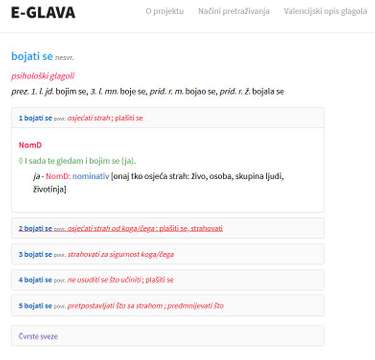 E-GLAVA
O projektu Načini pretraživanja Valencijski opis glagola
bojati se nesvr.
psihološki glagoli
prez. 1. l. jd. bojim se, 3. l. mn. boje se, prid. r. m. bojao se, prid. r. ž. bojala se
1 bojati se povr. osjećati strah ; plašiti se
NomD
◊ I sada te gledam i bojim se (ja).
ja - NomD: nominativ [onaj tko osjeća strah: živo, osoba, skupina ljudi,
životinja]
2 bojati se povr. osjećati strah od koga/čega ; plašiti se, strahovati
3 bojati se povr. strahovati za sigurnost koga/čega
4 bojati se povr. ne usuditi se što učiniti ; plašiti se
5 bojati se povr. pretpostavljati što sa strahom ; predmnijevati što
Čvrste sveze